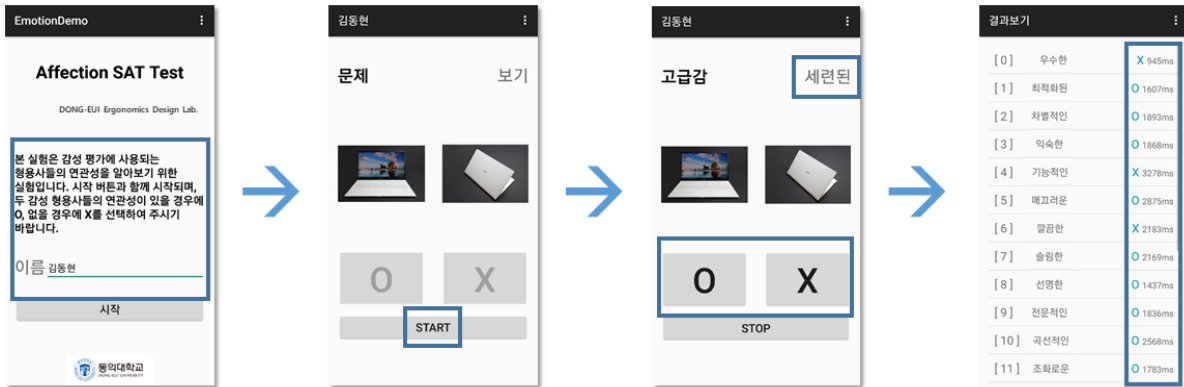 EmotionDemo
Affection SAT Test
DONG-EUI Ergonomics Design Lab.
본 실험은 감성 평가에 사용되는
형용사들의 연관성을 알아보기 위한
실험입니다. 시작 버튼과 함께 시작되며,
두 감성 형용사들의 연관성이 있을 경우에
O, 없을 경우에 X를 선택하여 주시기
바랍니다.
이름 김동현
시작
동의대학교
DONG-EUI UNIVERSITY
김동현
문제 보기
O X
START
김동현
고급감 세련된
O X
STOP
결과보기
[0] 우수한 X 945ms
[1] 최적화된 O 1607ms
[2] 차별적인 O 1893ms
[3] 익숙한 O 1868ms
[4] 기능적인 X 3278ms
[5] 매끄러운 O 2875ms
[6] 깔끔한 X 2183ms
[7] 슬림한 O 2169ms
[8] 선명한 O 1437ms
[9] 전문적인 O 1836ms
[10] 곡선적인 O 2568ms
[11] 조화로운 O 1783ms